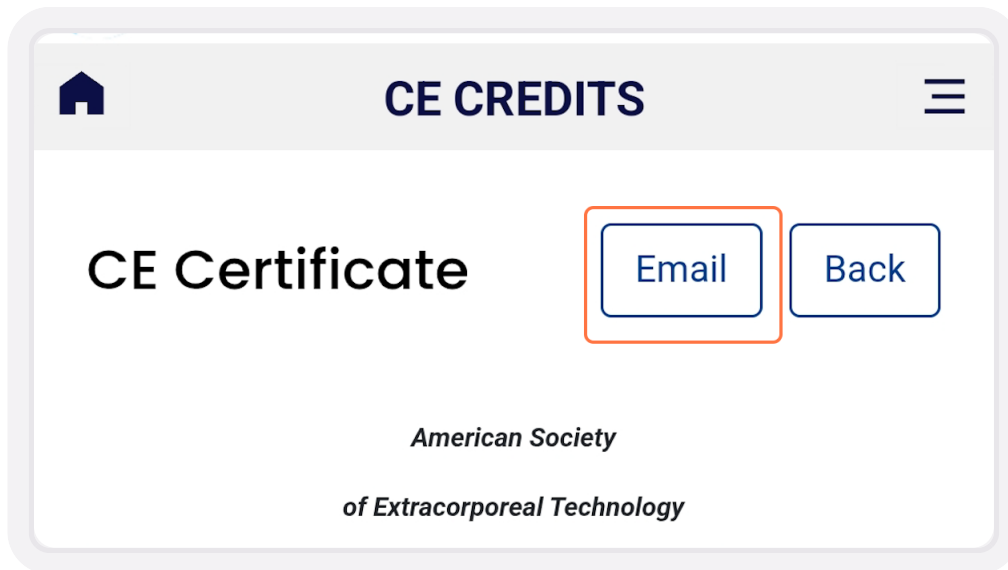 CE CREDITS
CE Certificate
Email
Back
American Society
of Extracorporeal Technology